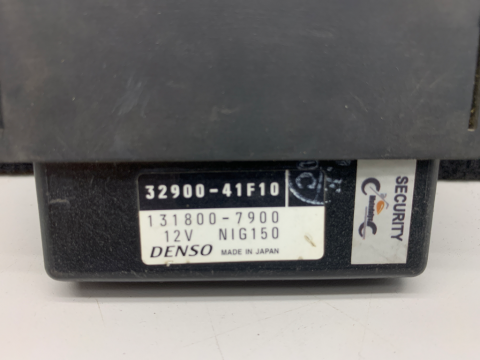 32900-41F10
131800-7900
12V NIG150
DENSO MADE IN JAPAN
SECURITY